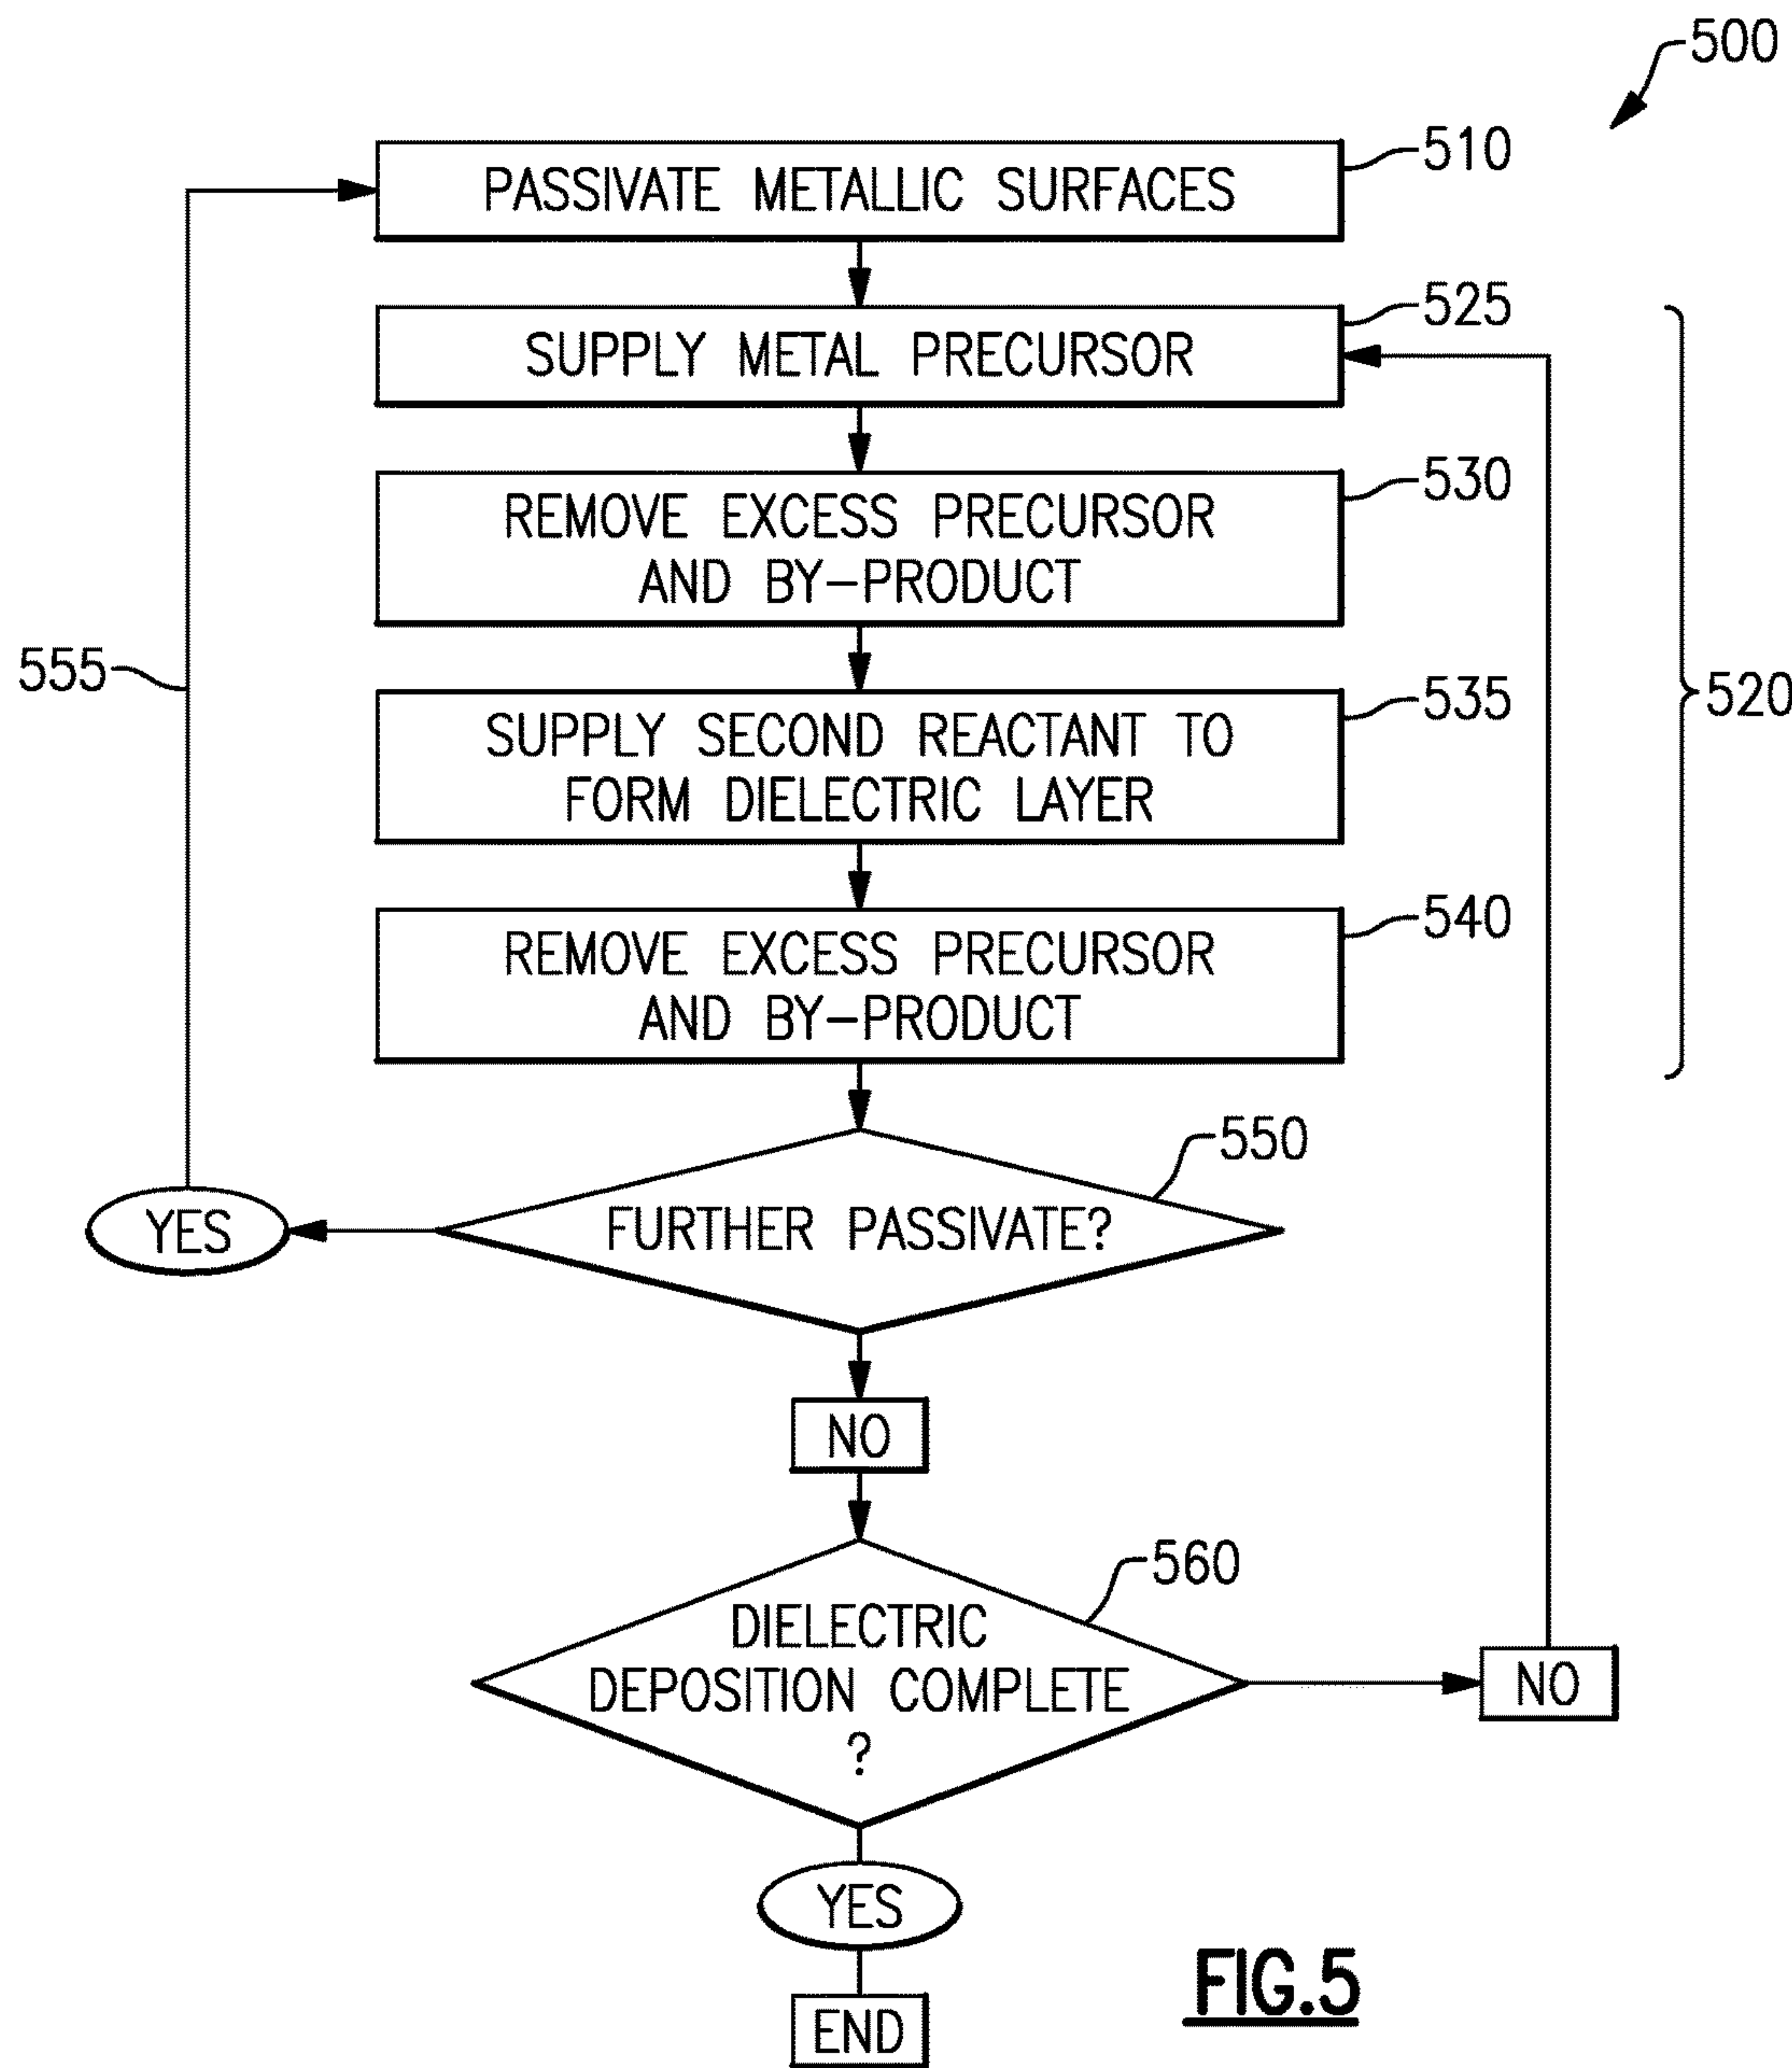 500
PASSIVATE METALLIC SURFACES
510
SUPPLY METAL PRECURSOR
525
REMOVE EXCESS PRECURSOR
AND BY-PRODUCT
530
555
SUPPLY SECOND REACTANT TO
FORM DIELECTRIC LAYER
535
520
REMOVE EXCESS PRECURSOR
AND BY-PRODUCT
540
550
YES
FURTHER PASSIVATE?
NO
560
DIELECTRIC
DEPOSITION COMPLETE
?
NO
YES
END
FIG.5